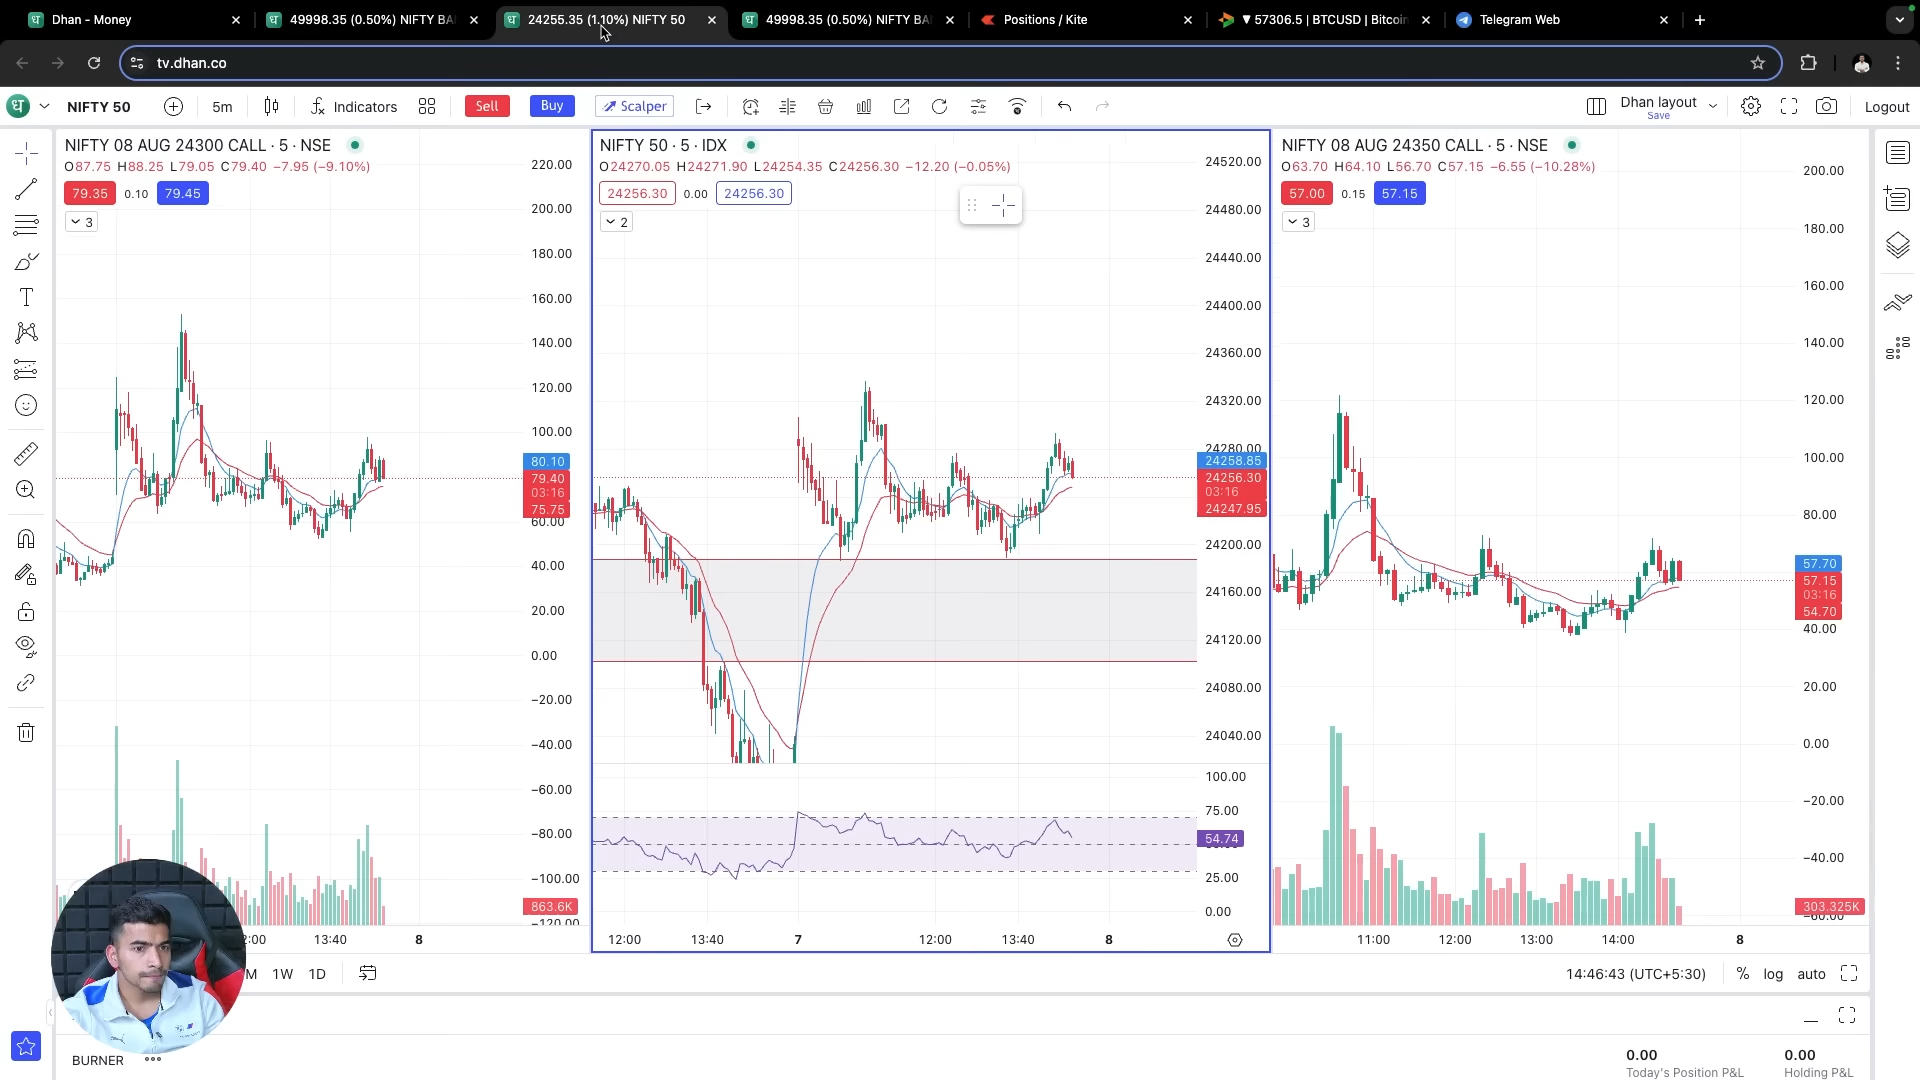 Dhan - Money
49998.35 (0.50%) NIFTY BA
24255.35 (1.10%) NIFTY 50
49998.35 (0.50%) NIFTY BA
Positions / Kite
▼ 57306.5 | BTCUSD | Bitcoin
Telegram Web
tv.dhan.co
NIFTY 50
5m
Indicators
Sell
Buy
Scalper
Dhan layout
Save
Logout
NIFTY 08 AUG 24300 CALL · 5 · NSE
O87.75 H88.25 L79.05 C79.40 −7.95 (−9.10%)
79.35 0.10 79.45
3
220.00
200.00
180.00
160.00
140.00
120.00
100.00
80.10
79.40
03:16
75.75
60.00
40.00
20.00
0.00
−20.00
−40.00
−60.00
−80.00
−100.00
863.6K
−120.00
2:00 13:40 8
NIFTY 50 · 5 · IDX
O24270.05 H24271.90 L24254.35 C24256.30 −12.20 (−0.05%)
24256.30 0.00 24256.30
2
24520.00
24480.00
24440.00
24400.00
24360.00
24320.00
24280.00
24258.85
24256.30
03:16
24247.95
24200.00
24160.00
24120.00
24080.00
24040.00
100.00
75.00
54.74
25.00
0.00
12:00 13:40 7 12:00 13:40 8
NIFTY 08 AUG 24350 CALL · 5 · NSE
O63.70 H64.10 L56.70 C57.15 −6.55 (−10.28%)
57.00 0.15 57.15
3
200.00
180.00
160.00
140.00
120.00
100.00
80.00
57.70
57.15
03:16
54.70
40.00
20.00
0.00
−20.00
−40.00
303.325K
−60.00
11:00 12:00 13:00 14:00 8
M 1W 1D
14:46:43 (UTC+5:30) % log auto
BURNER
0.00 0.00
Today's Position P&L Holding P&L